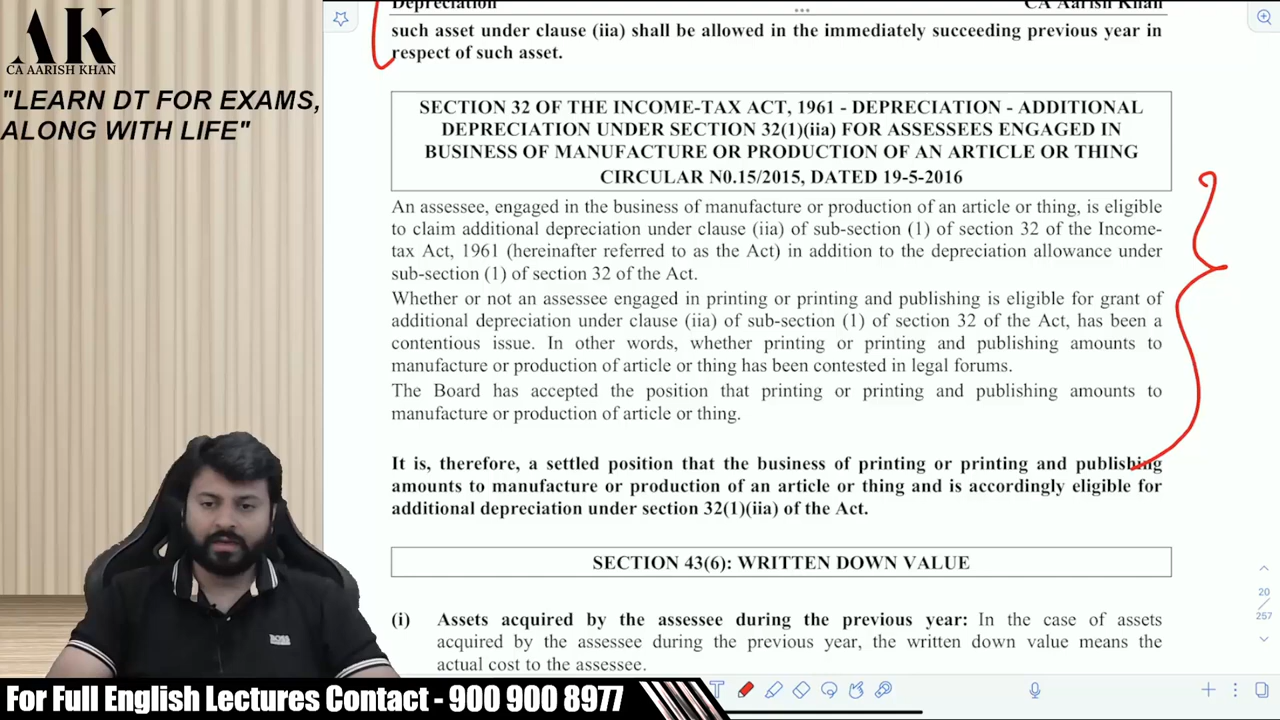 AK
CA AARISH KHAN
"LEARN DT FOR EXAMS,
ALONG WITH LIFE"
Depreciation CA Aarish Khan
such asset under clause (iia) shall be allowed in the immediately succeeding previous year in
respect of such asset.
SECTION 32 OF THE INCOME-TAX ACT, 1961 - DEPRECIATION - ADDITIONAL
DEPRECIATION UNDER SECTION 32(1)(iia) FOR ASSESSEES ENGAGED IN
BUSINESS OF MANUFACTURE OR PRODUCTION OF AN ARTICLE OR THING
CIRCULAR N0.15/2015, DATED 19-5-2016
An assessee, engaged in the business of manufacture or production of an article or thing, is eligible
to claim additional depreciation under clause (iia) of sub-section (1) of section 32 of the Income-
tax Act, 1961 (hereinafter referred to as the Act) in addition to the depreciation allowance under
sub-section (1) of section 32 of the Act.
Whether or not an assessee engaged in printing or printing and publishing is eligible for grant of
additional depreciation under clause (iia) of sub-section (1) of section 32 of the Act, has been a
contentious issue. In other words, whether printing or printing and publishing amounts to
manufacture or production of article or thing has been contested in legal forums.
The Board has accepted the position that printing or printing and publishing amounts to
manufacture or production of article or thing.
It is, therefore, a settled position that the business of printing or printing and publishing
amounts to manufacture or production of an article or thing and is accordingly eligible for
additional depreciation under section 32(1)(iia) of the Act.
SECTION 43(6): WRITTEN DOWN VALUE
(i) Assets acquired by the assessee during the previous year: In the case of assets
acquired by the assessee during the previous year, the written down value means the
actual cost to the assessee.
20
257
BOSS
For Full English Lectures Contact - 900 900 8977